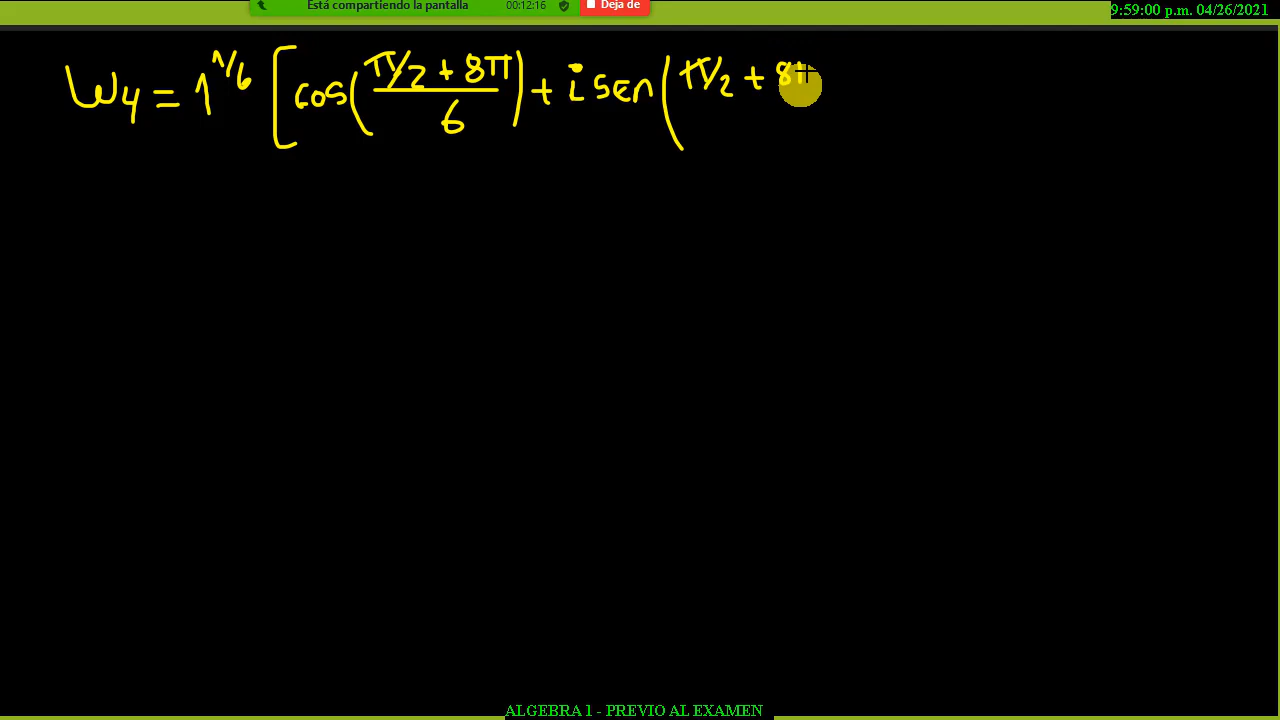 Está compartiendo la pantalla 00:12:16 Deja de
9:59:00 p.m. 04/26/2021
W4 = 1^1/6 [cos(π/2 + 8π / 6) + i sen(π/2 + 8π
ALGEBRA 1 - PREVIO AL EXAMEN